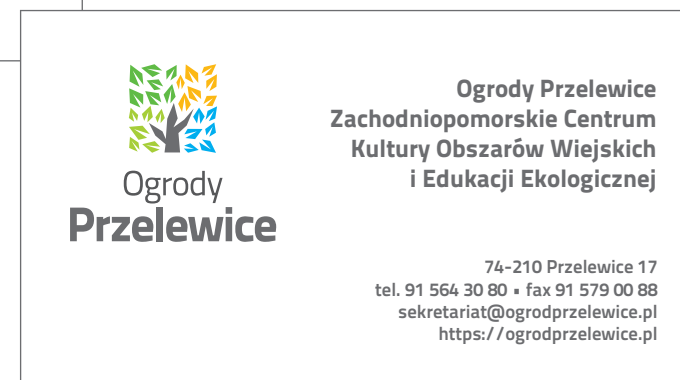 Ogrody
Przelewice
Ogrody Przelewice
Zachodniopomorskie Centrum
Kultury Obszarów Wiejskich
i Edukacji Ekologicznej
74-210 Przelewice 17
tel. 91 564 30 80 • fax 91 579 00 88
sekretariat@ogrodprzelewice.pl
https://ogrodprzelewice.pl